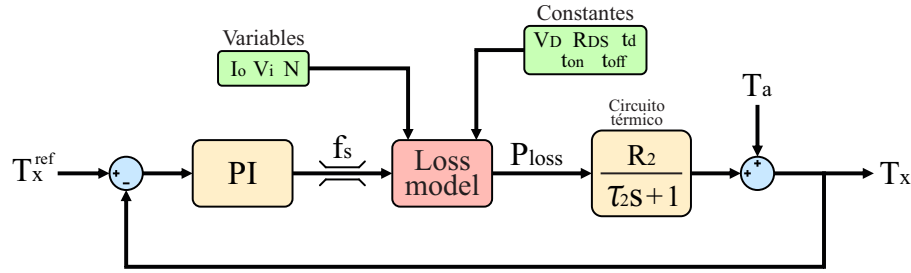 Variables
Io Vi N
Constantes
VD RDS td
ton toff
Ta
Circuito
térmico
Tx^ref
+
-
PI
fs
Loss
model
Ploss
R2
τ2s+1
+
+
Tx